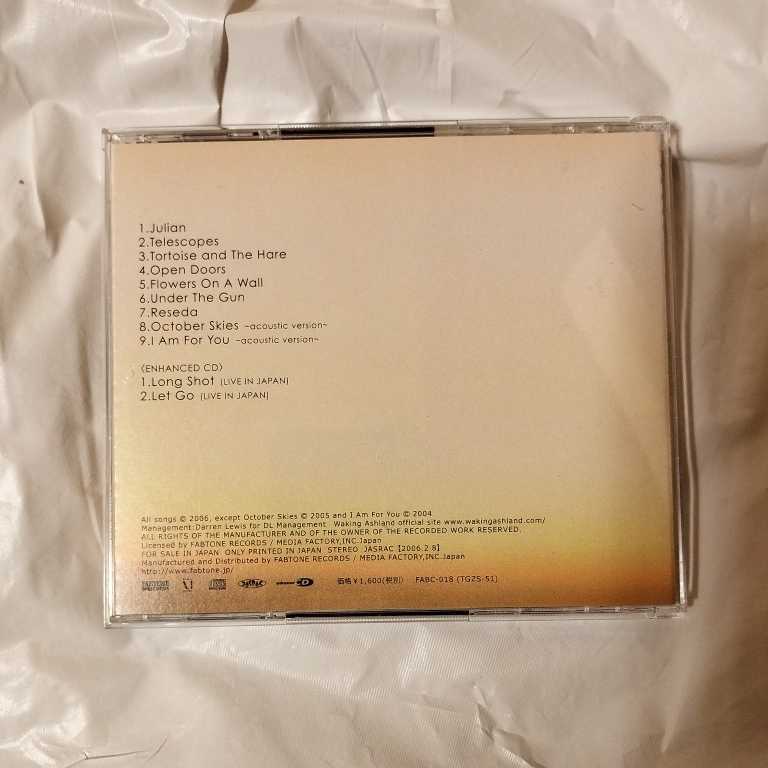 1.Julian
2.Telescopes
3.Tortoise and The Hare
4.Open Doors
5.Flowers On A Wall
6.Under The Gun
7.Reseda
8.October Skies ~acoustic version~
9.I Am For You ~acoustic version~
〈ENHANCED CD〉
1.Long Shot (LIVE IN JAPAN)
2.Let Go (LIVE IN JAPAN)
All songs © 2006, except October Skies © 2005 and I Am For You © 2004
Management:Darren Lewis for DL Management Waking Ashland official site www.wakingashland.com/
ALL RIGHTS OF THE MANUFACTURER AND OF THE OWNER OF THE RECORDED WORK RESERVED.
Licensed by FABTONE RECORDS / MEDIA FACTORY,INC.Japan
FOR SALE IN JAPAN ONLY PRINTED IN JAPAN STEREO JASRAC【2006.2.8】
Manufactured and Distributed by FABTONE RECORDS / MEDIA FACTORY,INC.Japan
http://www.fabtone.jp/
価格￥1,600(税別) FABC-018 (TGZS-51)